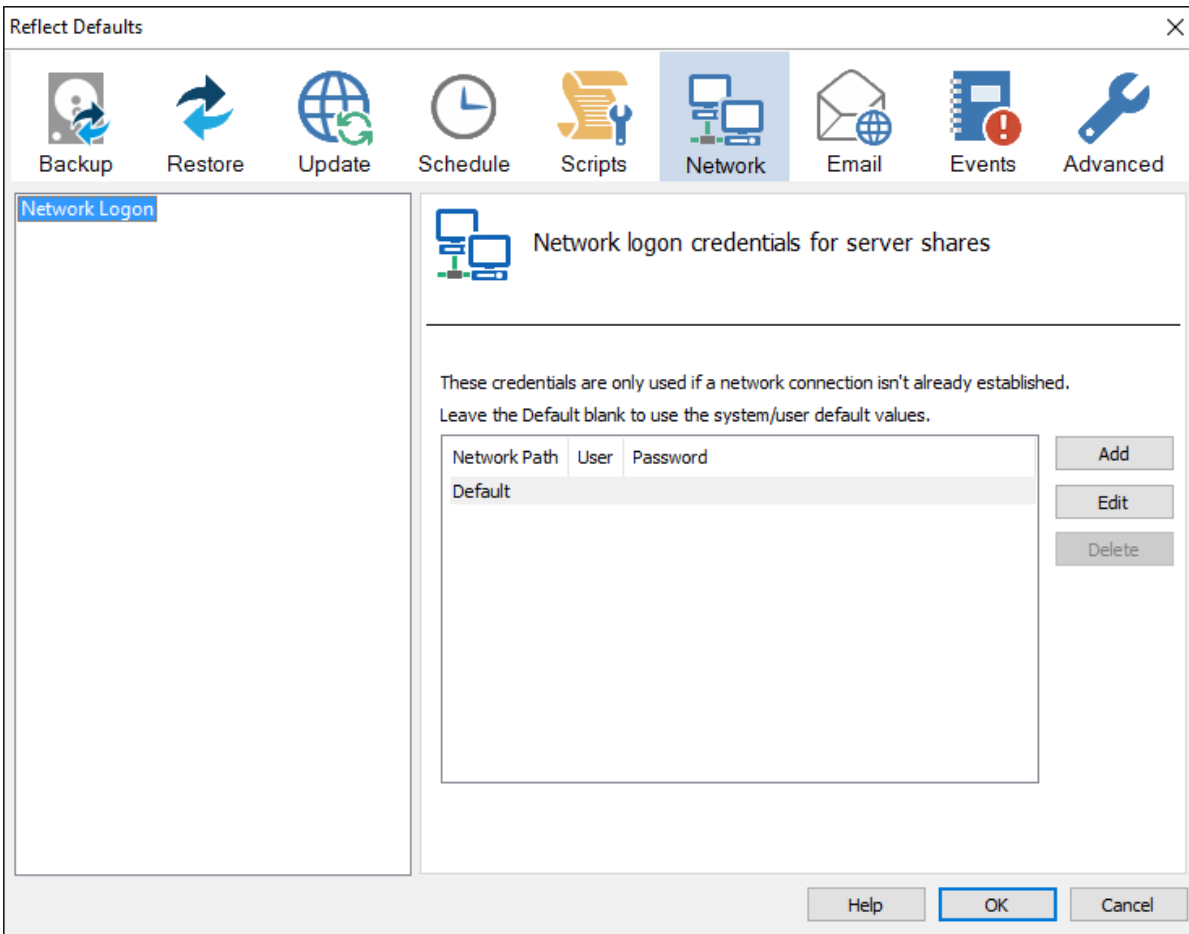 Reflect Defaults
Backup Restore Update Schedule Scripts Network Email Events Advanced
Network Logon
Network logon credentials for server shares
These credentials are only used if a network connection isn't already established.
Leave the Default blank to use the system/user default values.
Network Path User Password
Default
Add
Edit
Delete
Help OK Cancel